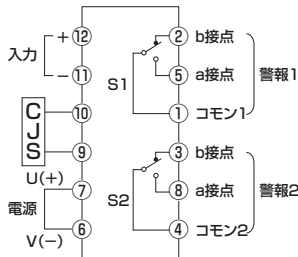 入力
+ ⑫
− ⑪
⑩
CJS
⑨
U(+) ⑦
電源
V(−) ⑥
S1
② b接点
⑤ a接点
① コモン1
警報1
S2
③ b接点
⑧ a接点
④ コモン2
警報2